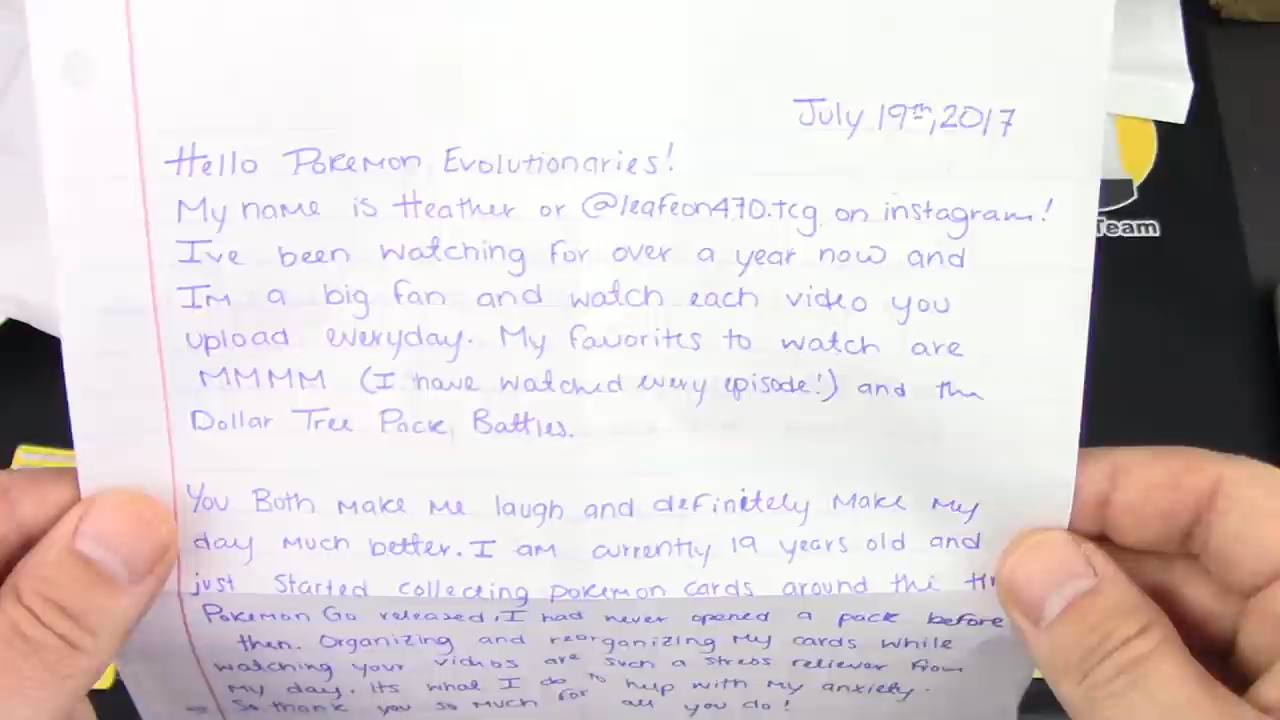 July 19th, 2017
Hello Pokemon Evolutionaries!
My name is Heather or @leafeon470.tcg on instagram!
I've been watching for over a year now and
I'm a big fan and watch each video you
upload everyday. My favorites to watch are
MMMM (I have watched every episode!) and the
Dollar Tree Pack Battles.
You Both make me laugh and definitely make my
day much better. I am currently 19 years old and
just started collecting pokemon cards around the
Pokemon Go released. I had never opened a pack before
then. Organizing and reorganizing my cards while
watching your videos are such a stress reliever from
my day. Its what I do to help with my anxiety.
So thank you so much for all you do!
Team